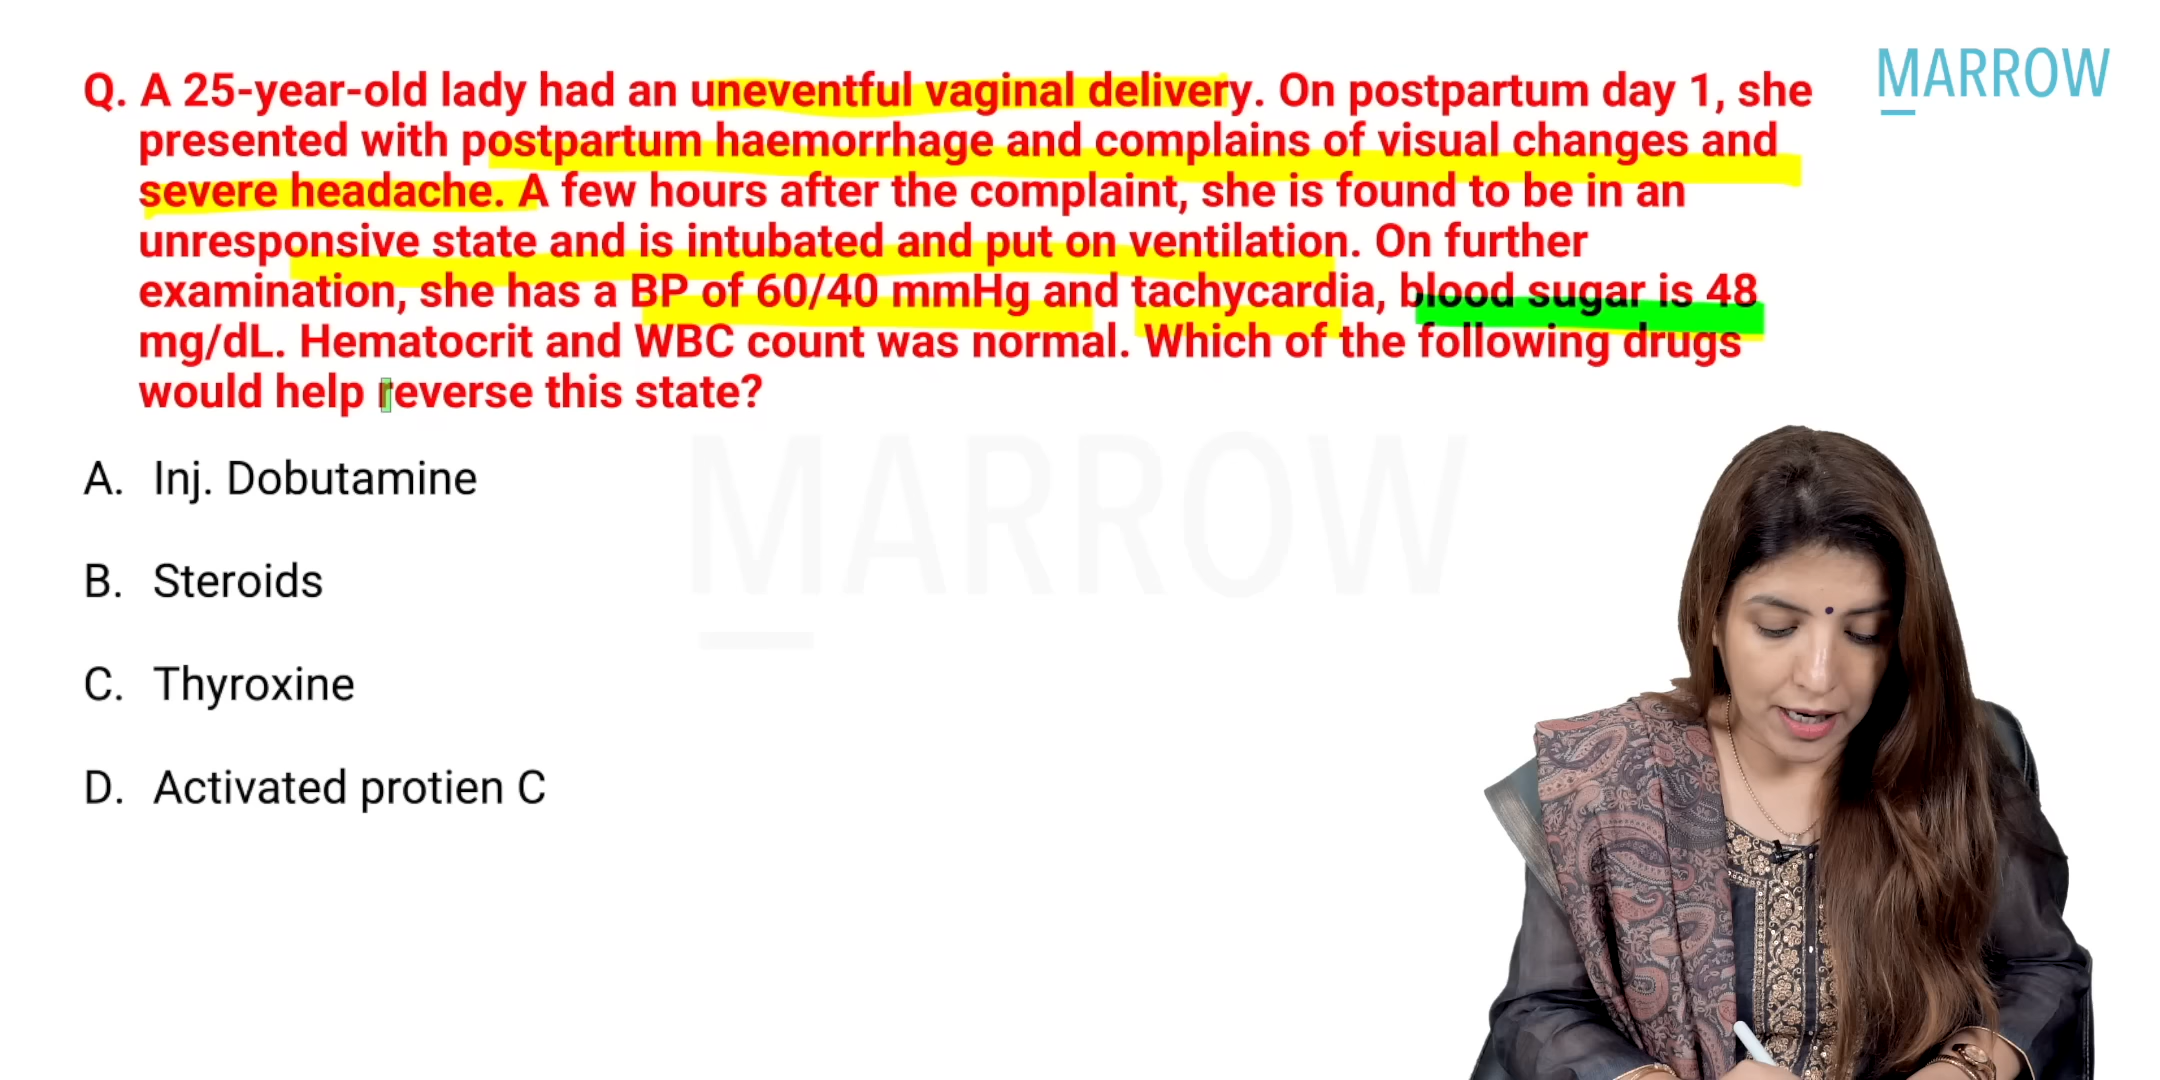 MARROW
Q. A 25-year-old lady had an uneventful vaginal delivery. On postpartum day 1, she
presented with postpartum haemorrhage and complains of visual changes and
severe headache. A few hours after the complaint, she is found to be in an
unresponsive state and is intubated and put on ventilation. On further
examination, she has a BP of 60/40 mmHg and tachycardia, blood sugar is 48
mg/dL. Hematocrit and WBC count was normal. Which of the following drugs
would help reverse this state?
MARROW
A. Inj. Dobutamine
B. Steroids
C. Thyroxine
D. Activated protien C